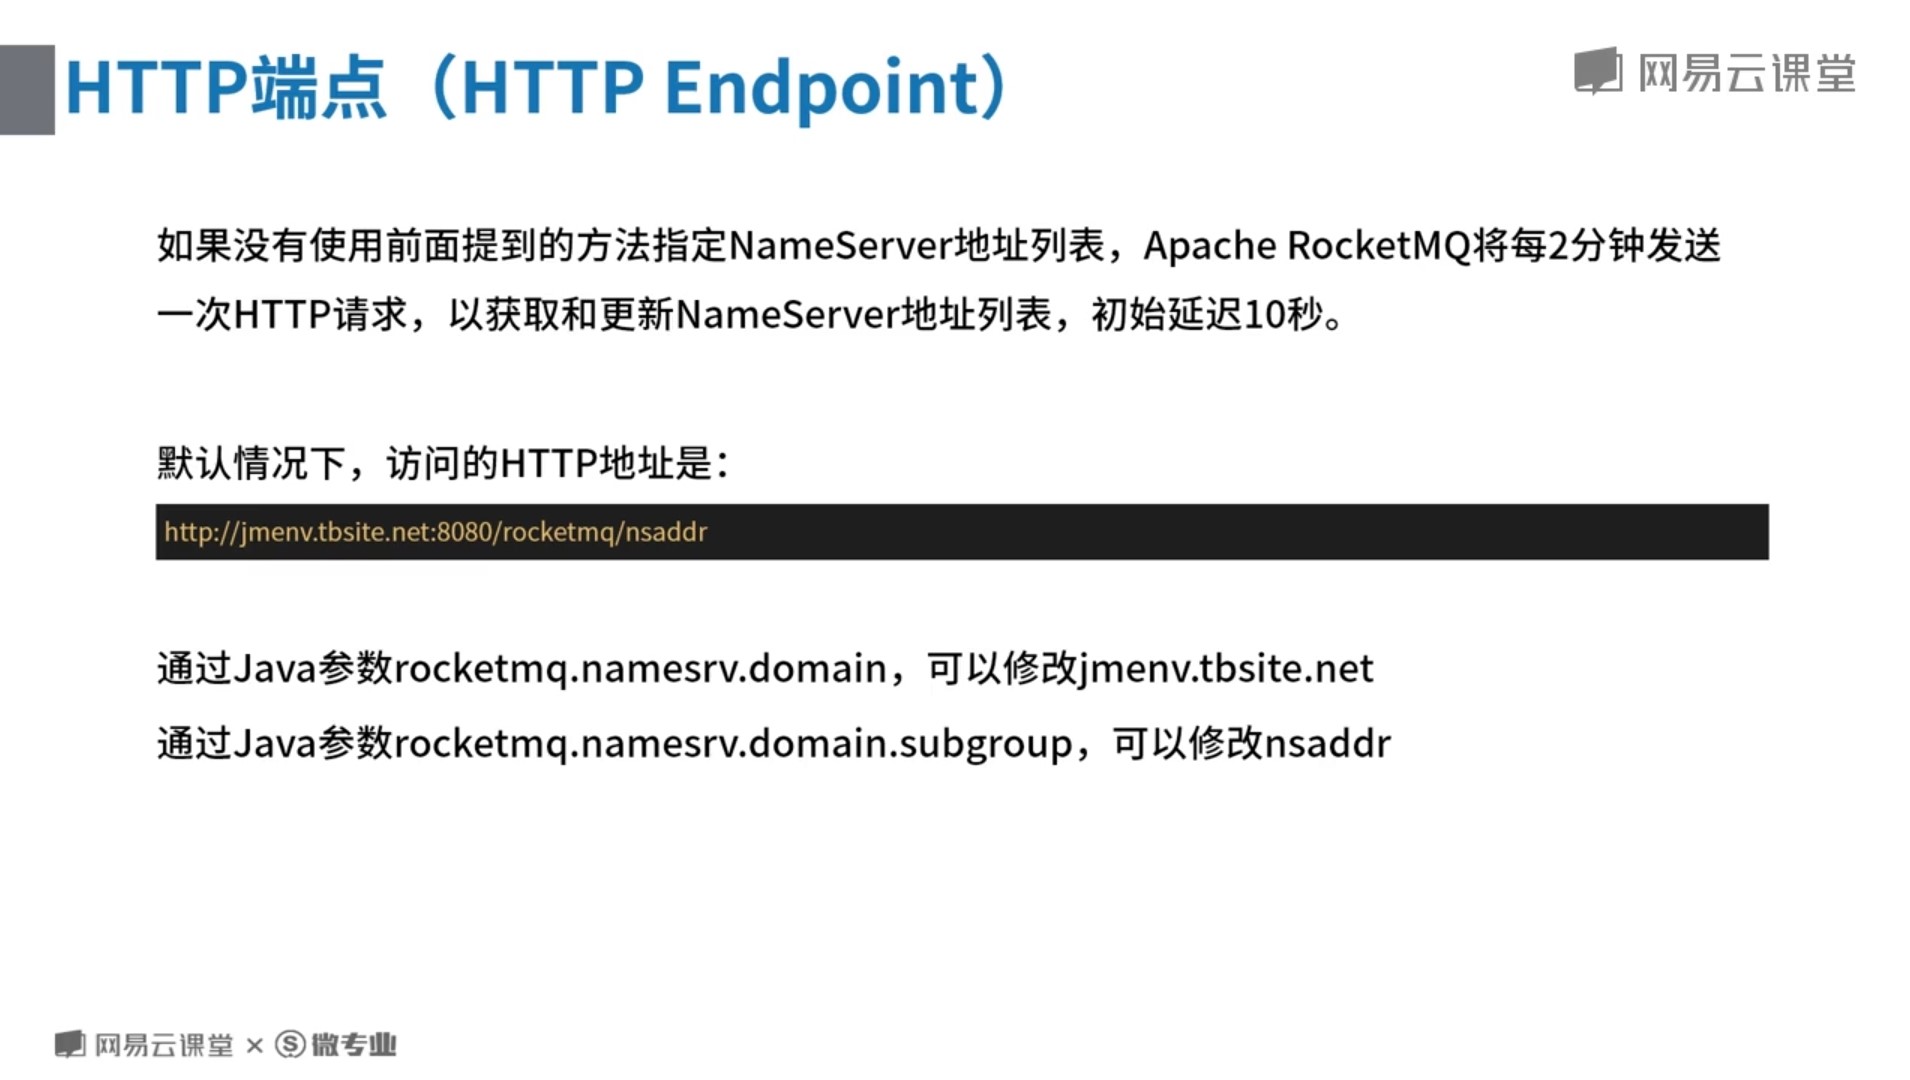 HTTP端点（HTTP Endpoint）
网易云课堂
如果没有使用前面提到的方法指定NameServer地址列表，Apache RocketMQ将每2分钟发送
一次HTTP请求，以获取和更新NameServer地址列表，初始延迟10秒。
默认情况下，访问的HTTP地址是：
http://jmenv.tbsite.net:8080/rocketmq/nsaddr
通过Java参数rocketmq.namesrv.domain，可以修改jmenv.tbsite.net
通过Java参数rocketmq.namesrv.domain.subgroup，可以修改nsaddr
网易云课堂 × S 微专业